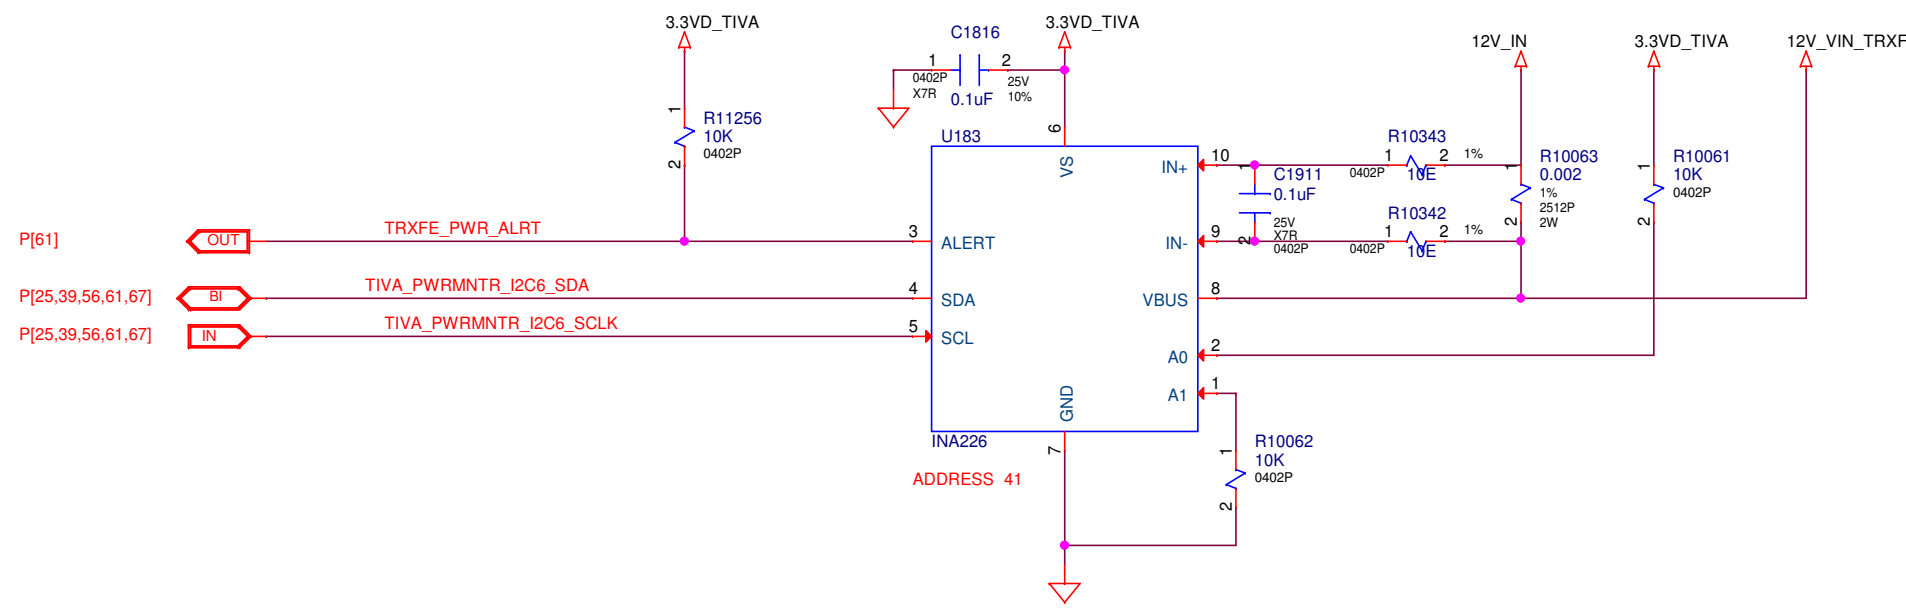 3.3VD_TIVA
C1816
3.3VD_TIVA
12V_IN
3.3VD_TIVA
12V_VIN_TRXF
1
0402P
X7R
2
25V
10%
0.1uF
1
R11256
10K
0402P
2
U183
6
VS
IN+
10
1
C1911
0.1uF
25V
X7R
0402P
2
R10343
1
2
1%
0402P
10E
R10063
0.002
1%
2512P
2W
1
2
R10061
10K
0402P
1
2
R10342
1
2
1%
0402P
10E
P[61]
OUT
TRXFE_PWR_ALRT
3
ALERT
IN-
9
P[25,39,56,61,67]
BI
TIVA_PWRMNTR_I2C6_SDA
4
SDA
VBUS
8
P[25,39,56,61,67]
IN
TIVA_PWRMNTR_I2C6_SCLK
5
SCL
A0
2
A1
1
GND
7
INA226
ADDRESS 41
1
R10062
10K
0402P
2